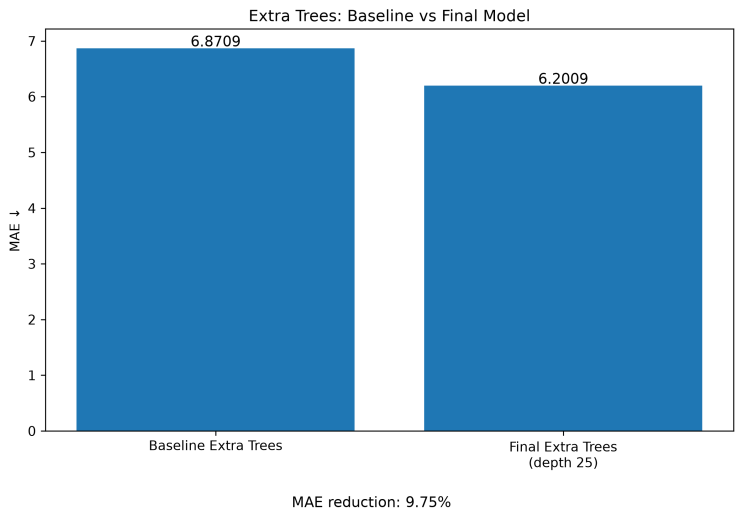 Extra Trees: Baseline vs Final Model
7
6
5
4
3
2
1
0
MAE ↓
6.8709
6.2009
Baseline Extra Trees
Final Extra Trees
(depth 25)
MAE reduction: 9.75%